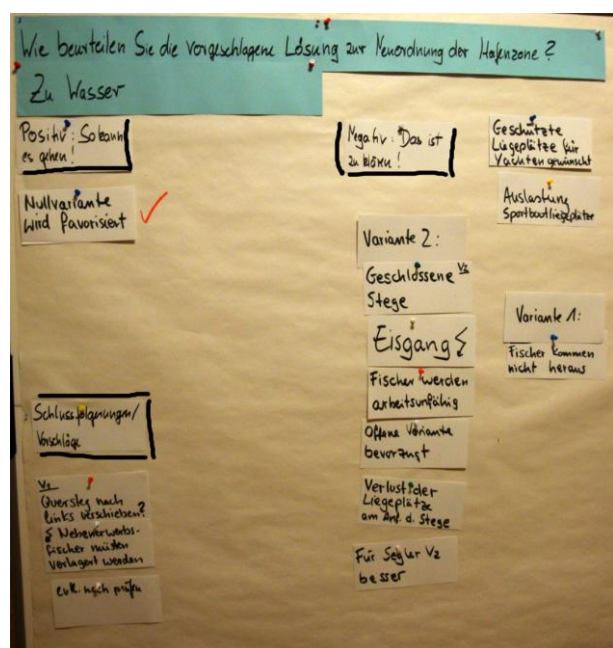 Wie beurteilen Sie die vorgeschlagene Lösung zur Neuordnung der Hafenzone?
Zu Wasser
Positiv: So kann
es gehen!
Nullvariante
wird favorisiert
Schlussfolgerungen/
Vorschläge
V2
Quersteg nach
links verschieben?
5 Nebenerwerbs-
fischer müssten
verlagert werden
evtl. noch prüfen
Negativ: Das ist
zu klären!
Variante 2:
Geschlossene V2
Stege
Eisgang
Fischer werden
arbeitsunfähig
Offene Variante
bevorzugt
Verlust der
Liegeplätze
am Anf. d. Stege
Für Segler V2
besser
Geschützte
Liegeplätze für
Yachten gewünscht
Auslastung
Sportbootliegeplätze
Variante 1:
Fischer kommen
nicht heraus